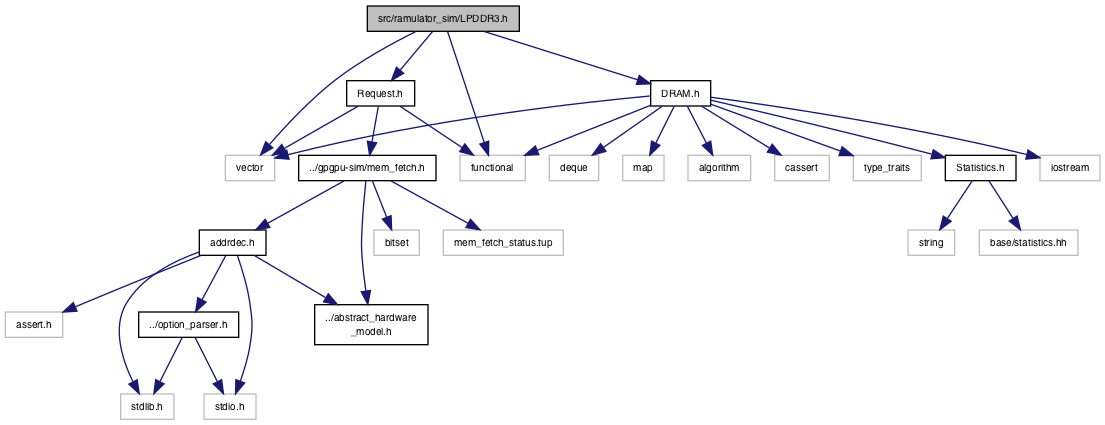 src/ramulator_sim/LPDDR3.h
Request.h
DRAM.h
vector
../gpgpu-sim/mem_fetch.h
functional
deque
map
algorithm
cassert
type_traits
Statistics.h
iostream
addrdec.h
bitset
mem_fetch_status.tup
string
base/statistics.hh
assert.h
../option_parser.h
../abstract_hardware
_model.h
stdlib.h
stdio.h